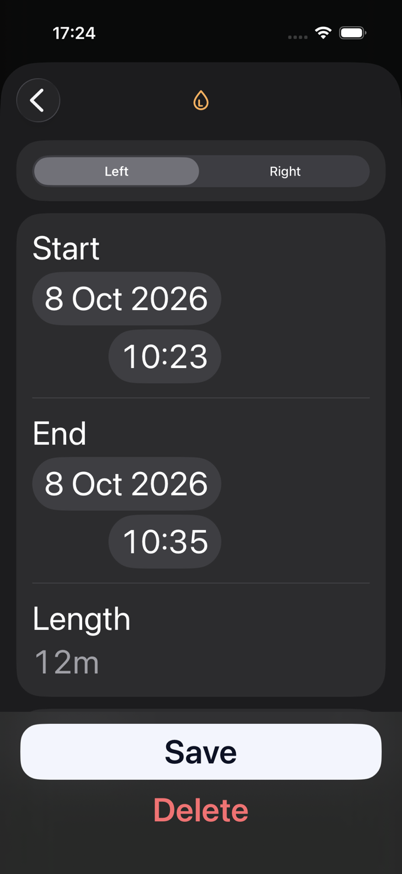 17:24
L
Left
Right
Start
8 Oct 2026
10:23
End
8 Oct 2026
10:35
Length
12m
Save
Delete